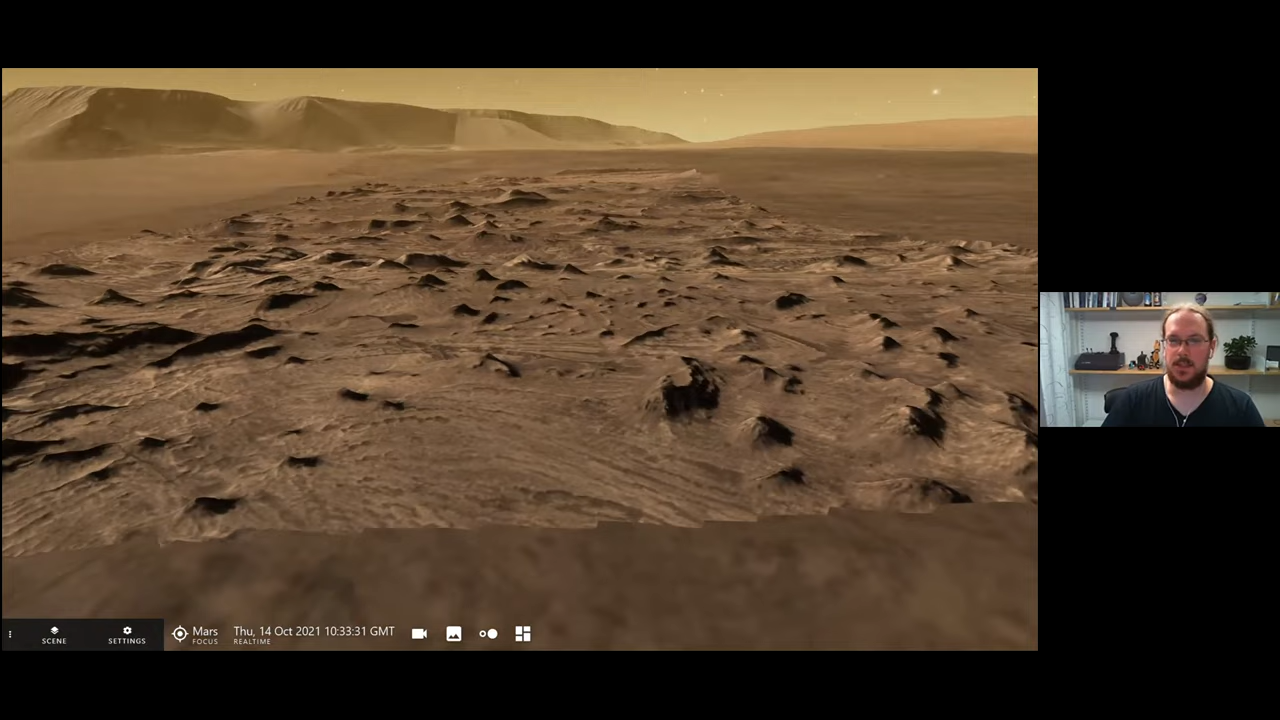 SCENE
SETTINGS
Mars
FOCUS
Thu, 14 Oct 2021 10:33:31 GMT
REALTIME